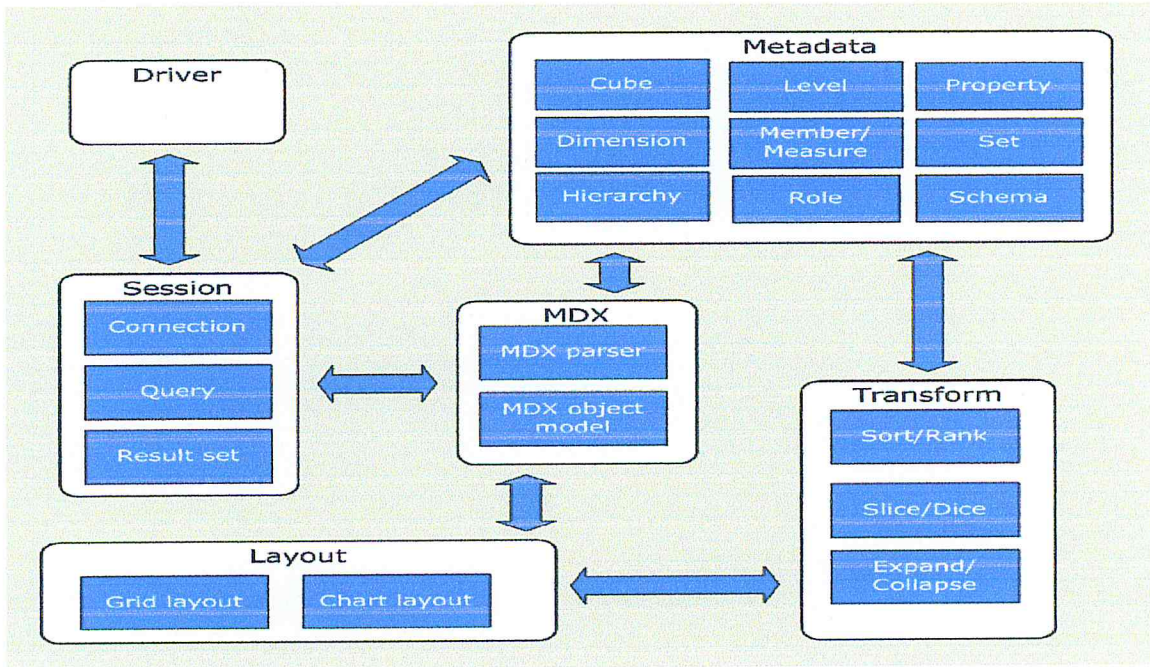 Driver
Metadata
Cube
Level
Property
Dimension
Member/
Measure
Set
Hierarchy
Role
Schema
Session
Connection
Query
Result set
MDX
MDX parser
MDX object
model
Transform
Sort/Rank
Slice/Dice
Expand/
Collapse
Layout
Grid layout
Chart layout